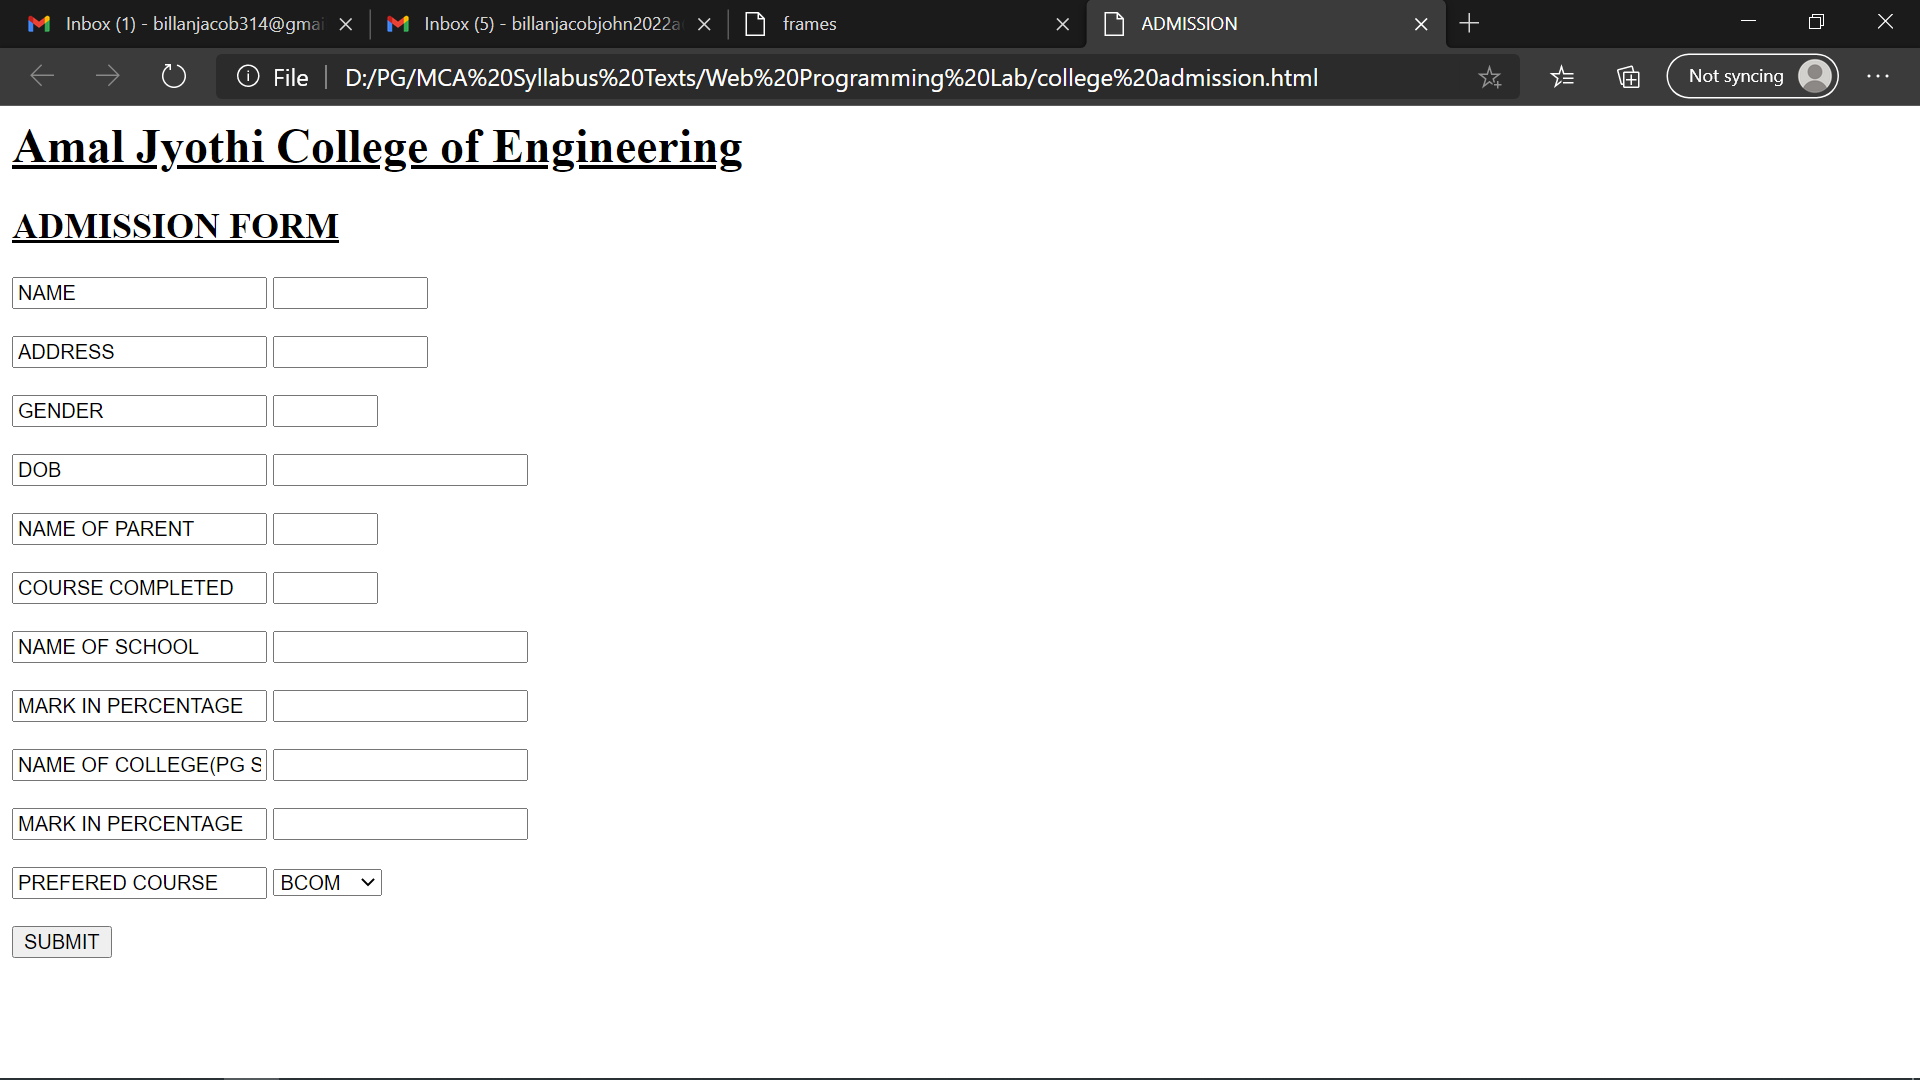 Inbox (1) - billanjacob314@gmai
Inbox (5) - billanjacobjohn2022a
frames
ADMISSION
File
D:/PG/MCA%20Syllabus%20Texts/Web%20Programming%20Lab/college%20admission.html
Not syncing
Amal Jyothi College of Engineering
ADMISSION FORM
NAME
ADDRESS
GENDER
DOB
NAME OF PARENT
COURSE COMPLETED
NAME OF SCHOOL
MARK IN PERCENTAGE
NAME OF COLLEGE(PG S
MARK IN PERCENTAGE
PREFERED COURSE BCOM
SUBMIT